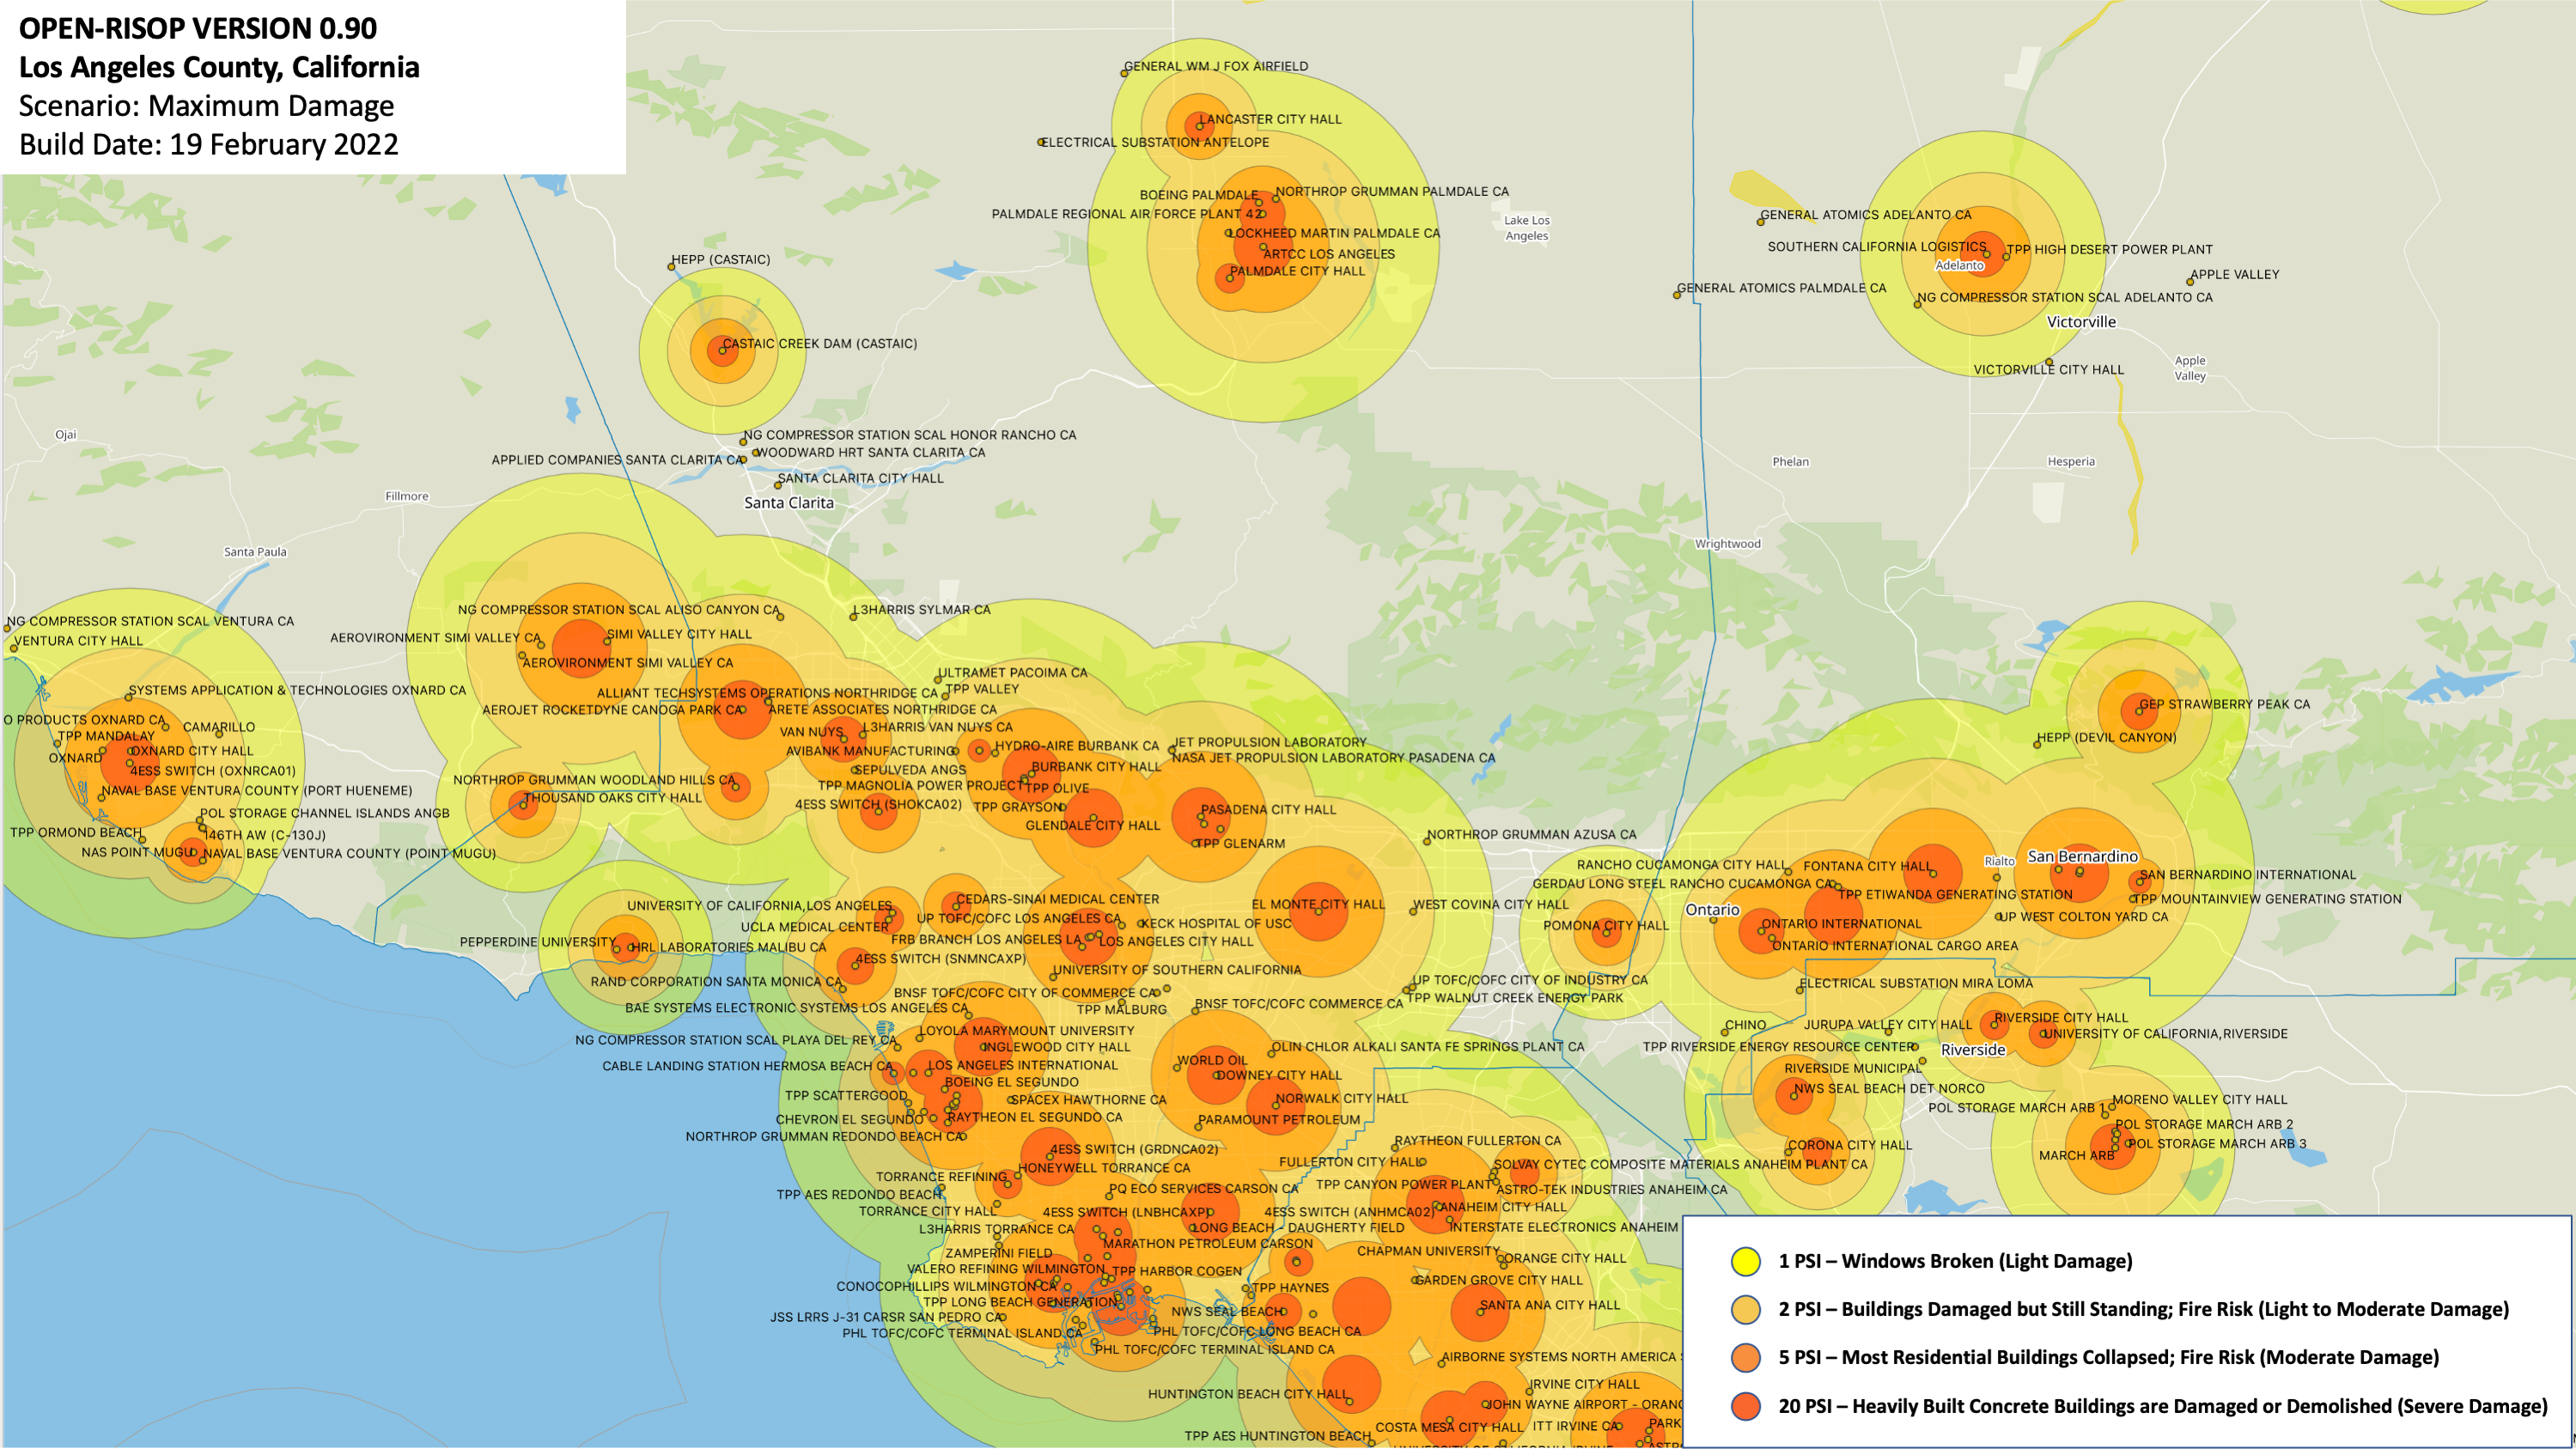 OPEN-RISOP VERSION 0.90
Los Angeles County, California
Scenario: Maximum Damage
Build Date: 19 February 2022
GENERAL WM J FOX AIRFIELD
LANCASTER CITY HALL
ELECTRICAL SUBSTATION ANTELOPE
BOEING PALMDALE
NORTHROP GRUMMAN PALMDALE CA
PALMDALE REGIONAL AIR FORCE PLANT 42
LOCKHEED MARTIN PALMDALE CA
ARTCC LOS ANGELES
PALMDALE CITY HALL
Lake Los
Angeles
GENERAL ATOMICS ADELANTO CA
SOUTHERN CALIFORNIA LOGISTICS
TPP HIGH DESERT POWER PLANT
Adelanto
APPLE VALLEY
GENERAL ATOMICS PALMDALE CA
NG COMPRESSOR STATION SCAL ADELANTO CA
Victorville
VICTORVILLE CITY HALL
Apple
Valley
HEPP (CASTAIC)
CASTAIC CREEK DAM (CASTAIC)
Ojai
NG COMPRESSOR STATION SCAL HONOR RANCHO CA
WOODWARD HRT SANTA CLARITA CA
APPLIED COMPANIES SANTA CLARITA CA
SANTA CLARITA CITY HALL
Santa Clarita
Fillmore
Phelan
Hesperia
Wrightwood
Santa Paula
NG COMPRESSOR STATION SCAL VENTURA CA
VENTURA CITY HALL
NG COMPRESSOR STATION SCAL ALISO CANYON CA
L3HARRIS SYLMAR CA
AEROVIRONMENT SIMI VALLEY CA
SIMI VALLEY CITY HALL
AEROVIRONMENT SIMI VALLEY CA
SYSTEMS APPLICATION & TECHNOLOGIES OXNARD CA
ULTRAMET PACOIMA CA
ALLIANT TECHSYSTEMS OPERATIONS NORTHRIDGE CA
TPP VALLEY
AEROJET ROCKETDYNE CANOGA PARK CA
ARETE ASSOCIATES NORTHRIDGE CA
O PRODUCTS OXNARD CA
CAMARILLO
TPP MANDALAY
OXNARD CITY HALL
OXNARD
4ESS SWITCH (OXNRCA01)
NAVAL BASE VENTURA COUNTY (PORT HUENEME)
POL STORAGE CHANNEL ISLANDS ANGB
TPP ORMOND BEACH
146TH AW (C-130J)
NAS POINT MUGU
NAVAL BASE VENTURA COUNTY (POINT MUGU)
VAN NUYS
L3HARRIS VAN NUYS CA
AVIBANK MANUFACTURING
HYDRO-AIRE BURBANK CA
JET PROPULSION LABORATORY
NASA JET PROPULSION LABORATORY PASADENA CA
SEPULVEDA ANGS
BURBANK CITY HALL
NORTHROP GRUMMAN WOODLAND HILLS CA
TPP MAGNOLIA POWER PROJECT
TPP OLIVE
THOUSAND OAKS CITY HALL
4ESS SWITCH (SHOKCA02)
TPP GRAYSON
GLENDALE CITY HALL
PASADENA CITY HALL
TPP GLENARM
NORTHROP GRUMMAN AZUSA CA
GEP STRAWBERRY PEAK CA
HEPP (DEVIL CANYON)
RANCHO CUCAMONGA CITY HALL
FONTANA CITY HALL
Rialto
San Bernardino
GERDAU LONG STEEL RANCHO CUCAMONGA CA
TPP ETIWANDA GENERATING STATION
SAN BERNARDINO INTERNATIONAL
TPP MOUNTAINVIEW GENERATING STATION
Ontario
UP WEST COLTON YARD CA
POMONA CITY HALL
ONTARIO INTERNATIONAL
ONTARIO INTERNATIONAL CARGO AREA
UNIVERSITY OF CALIFORNIA,LOS ANGELES
CEDARS-SINAI MEDICAL CENTER
EL MONTE CITY HALL
WEST COVINA CITY HALL
UCLA MEDICAL CENTER
UP TOFC/COFC LOS ANGELES CA
KECK HOSPITAL OF USC
PEPPERDINE UNIVERSITY
HRL LABORATORIES MALIBU CA
FRB BRANCH LOS ANGELES LA
LOS ANGELES CITY HALL
4ESS SWITCH (SNMNCAXP)
UNIVERSITY OF SOUTHERN CALIFORNIA
RAND CORPORATION SANTA MONICA CA
BNSF TOFC/COFC CITY OF COMMERCE CA
UP TOFC/COFC CITY OF INDUSTRY CA
TPP WALNUT CREEK ENERGY PARK
BAE SYSTEMS ELECTRONIC SYSTEMS LOS ANGELES CA
TPP MALBURG
BNSF TOFC/COFC COMMERCE CA
ELECTRICAL SUBSTATION MIRA LOMA
LOYOLA MARYMOUNT UNIVERSITY
NG COMPRESSOR STATION SCAL PLAYA DEL REY CA
INGLEWOOD CITY HALL
OLIN CHLOR ALKALI SANTA FE SPRINGS PLANT CA
CHINO
JURUPA VALLEY CITY HALL
RIVERSIDE CITY HALL
UNIVERSITY OF CALIFORNIA,RIVERSIDE
TPP RIVERSIDE ENERGY RESOURCE CENTER
Riverside
RIVERSIDE MUNICIPAL
CABLE LANDING STATION HERMOSA BEACH CA
LOS ANGELES INTERNATIONAL
WORLD OIL
DOWNEY CITY HALL
BOEING EL SEGUNDO
TPP SCATTERGOOD
SPACEX HAWTHORNE CA
NORWALK CITY HALL
NWS SEAL BEACH DET NORCO
CHEVRON EL SEGUNDO
RAYTHEON EL SEGUNDO CA
PARAMOUNT PETROLEUM
POL STORAGE MARCH ARB 1
MORENO VALLEY CITY HALL
POL STORAGE MARCH ARB 2
POL STORAGE MARCH ARB 3
MARCH ARB
NORTHROP GRUMMAN REDONDO BEACH CA
RAYTHEON FULLERTON CA
CORONA CITY HALL
4ESS SWITCH (GRDNCA02)
FULLERTON CITY HALL
SOLVAY CYTEC COMPOSITE MATERIALS ANAHEIM PLANT CA
HONEYWELL TORRANCE CA
TORRANCE REFINING
TPP CANYON POWER PLANT
ASTRO-TEK INDUSTRIES ANAHEIM CA
TPP AES REDONDO BEACH
PQ ECO SERVICES CARSON CA
TORRANCE CITY HALL
4ESS SWITCH (LNBHCAXP)
4ESS SWITCH (ANHMCA02)
ANAHEIM CITY HALL
L3HARRIS TORRANCE CA
LONG BEACH - DAUGHERTY FIELD
INTERSTATE ELECTRONICS ANAHEIM
ZAMPERINI FIELD
MARATHON PETROLEUM CARSON
CHAPMAN UNIVERSITY
ORANGE CITY HALL
VALERO REFINING WILMINGTON
TPP HARBOR COGEN
GARDEN GROVE CITY HALL
CONOCOPHILLIPS WILMINGTON CA
TPP HAYNES
TPP LONG BEACH GENERATION
NWS SEAL BEACH
SANTA ANA CITY HALL
JSS LRRS J-31 CARSR SAN PEDRO CA
PHL TOFC/COFC TERMINAL ISLAND CA
PHL TOFC/COFC LONG BEACH CA
PHL TOFC/COFC TERMINAL ISLAND CA
AIRBORNE SYSTEMS NORTH AMERICA
HUNTINGTON BEACH CITY HALL
IRVINE CITY HALL
JOHN WAYNE AIRPORT - ORANG
COSTA MESA CITY HALL
ITT IRVINE CA
PARK
TPP AES HUNTINGTON BEACH
1 PSI – Windows Broken (Light Damage)
2 PSI – Buildings Damaged but Still Standing; Fire Risk (Light to Moderate Damage)
5 PSI – Most Residential Buildings Collapsed; Fire Risk (Moderate Damage)
20 PSI – Heavily Built Concrete Buildings are Damaged or Demolished (Severe Damage)